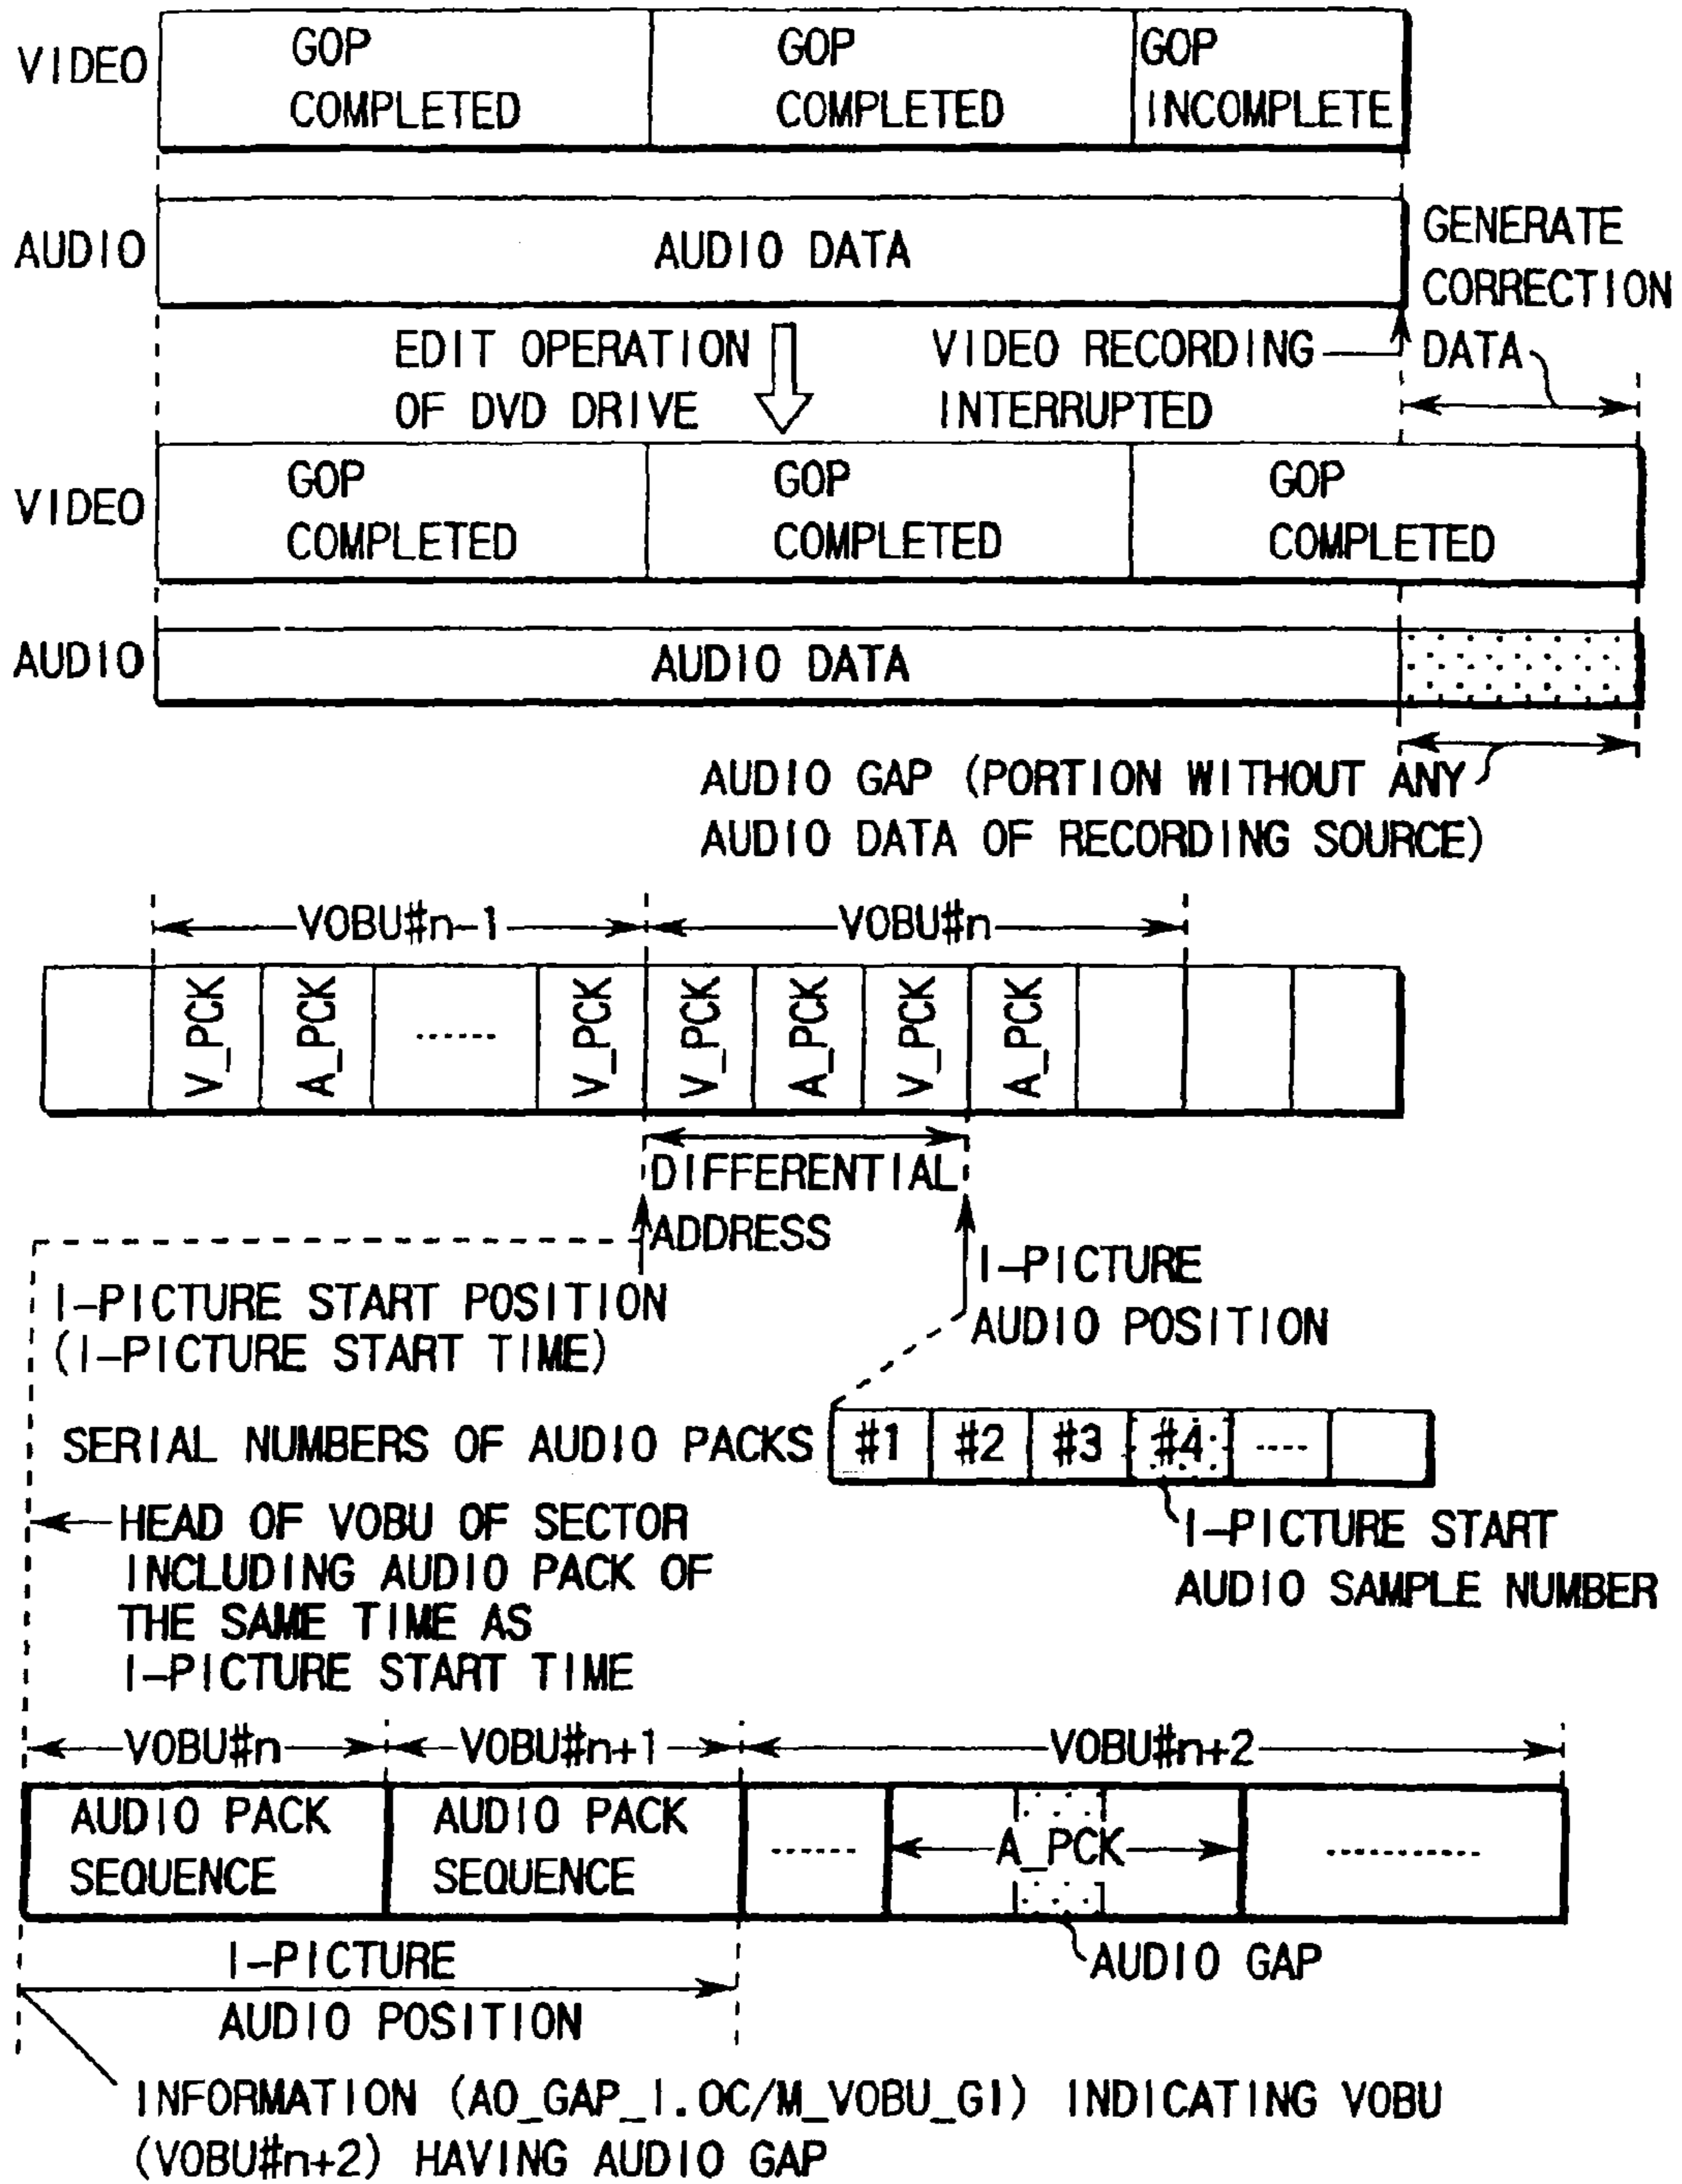 VIDEO
GOP
COMPLETED
GOP
COMPLETED
GOP
INCOMPLETE
AUDIO
AUDIO DATA
GENERATE
CORRECTION
DATA
EDIT OPERATION
OF DVD DRIVE
VIDEO RECORDING
INTERRUPTED
VIDEO
GOP
COMPLETED
GOP
COMPLETED
GOP
COMPLETED
AUDIO
AUDIO DATA
AUDIO GAP (PORTION WITHOUT ANY
AUDIO DATA OF RECORDING SOURCE)
VOBU#n-1
VOBU#n
V_PCK
A_PCK
V_PCK
V_PCK
A_PCK
V_PCK
A_PCK
DIFFERENTIAL
ADDRESS
I-PICTURE START POSITION
(I-PICTURE START TIME)
I-PICTURE
AUDIO POSITION
SERIAL NUMBERS OF AUDIO PACKS
#1
#2
#3
#4
HEAD OF VOBU OF SECTOR
INCLUDING AUDIO PACK OF
THE SAME TIME AS
I-PICTURE START TIME
I-PICTURE START
AUDIO SAMPLE NUMBER
VOBU#n
VOBU#n+1
VOBU#n+2
AUDIO PACK
SEQUENCE
AUDIO PACK
SEQUENCE
A_PCK
AUDIO GAP
I-PICTURE
AUDIO POSITION
INFORMATION (A0_GAP_I.OC/M_VOBU_GI) INDICATING VOBU
(VOBU#n+2) HAVING AUDIO GAP